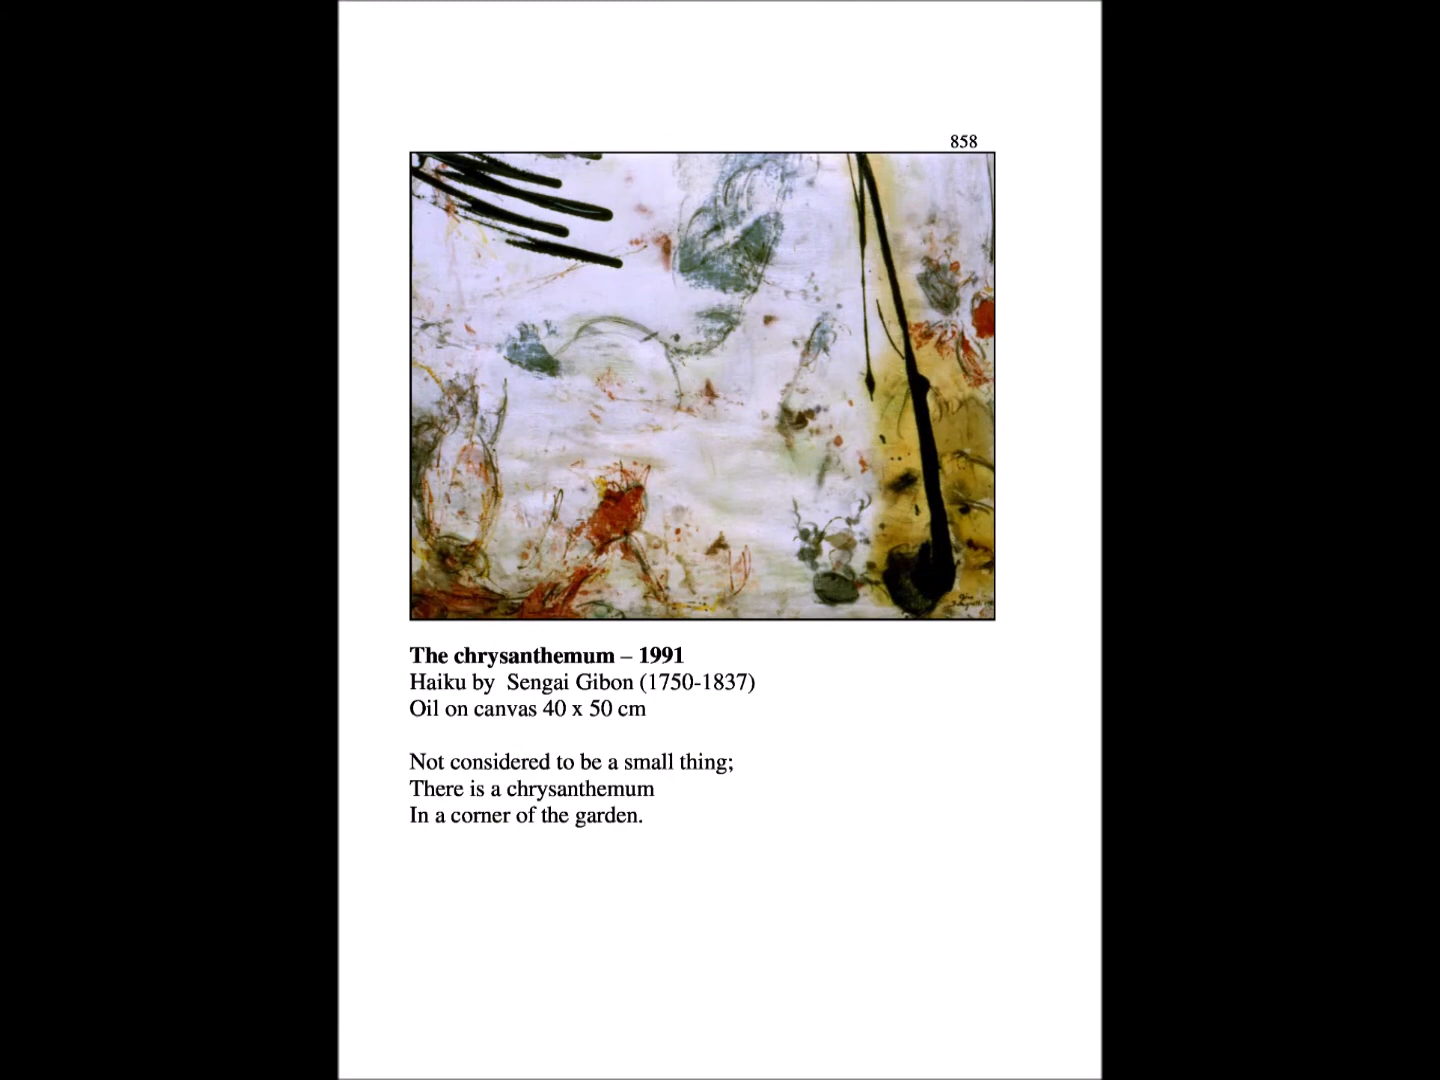 858
The chrysanthemum – 1991
Haiku by  Sengai Gibon (1750-1837)
Oil on canvas 40 x 50 cm
Not considered to be a small thing;
There is a chrysanthemum
In a corner of the garden.